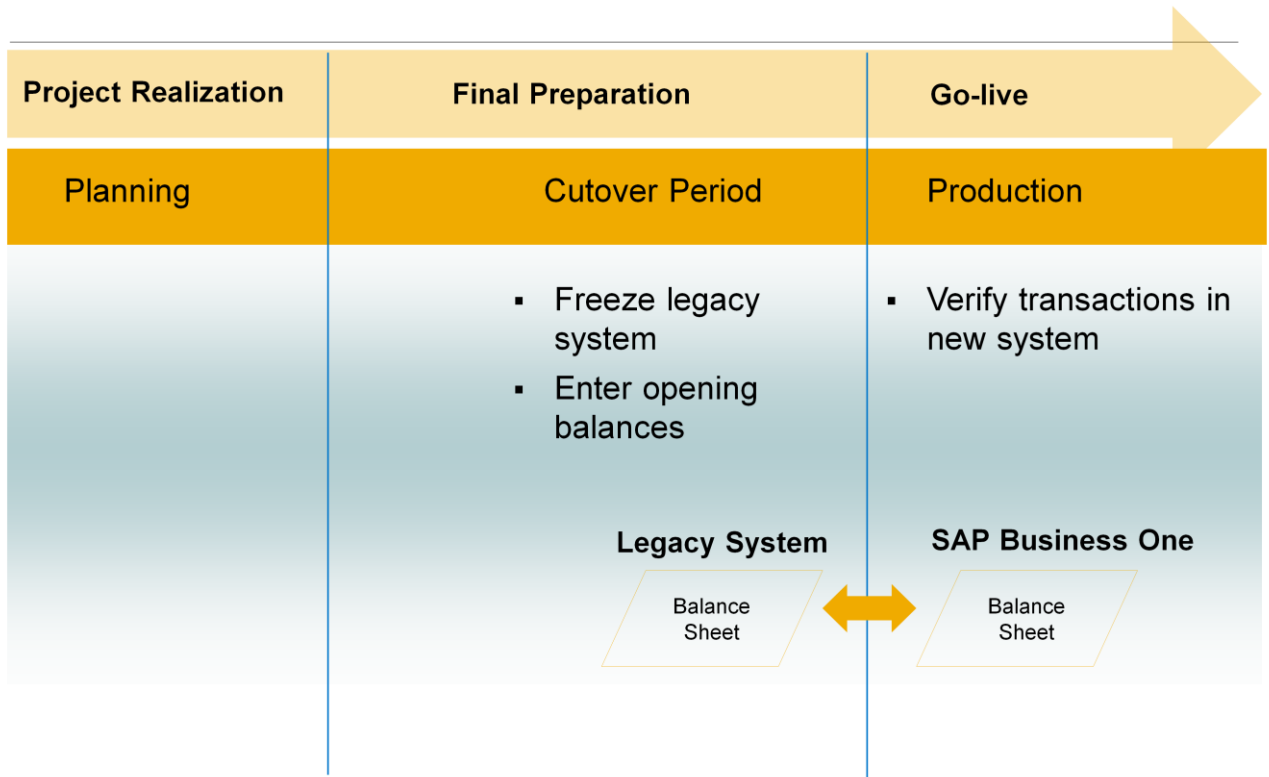 Project Realization
Final Preparation
Go-live
Planning
Cutover Period
Production
▪ Freeze legacy
system
▪ Enter opening
balances
▪ Verify transactions in
new system
Legacy System
Balance
Sheet
SAP Business One
Balance
Sheet